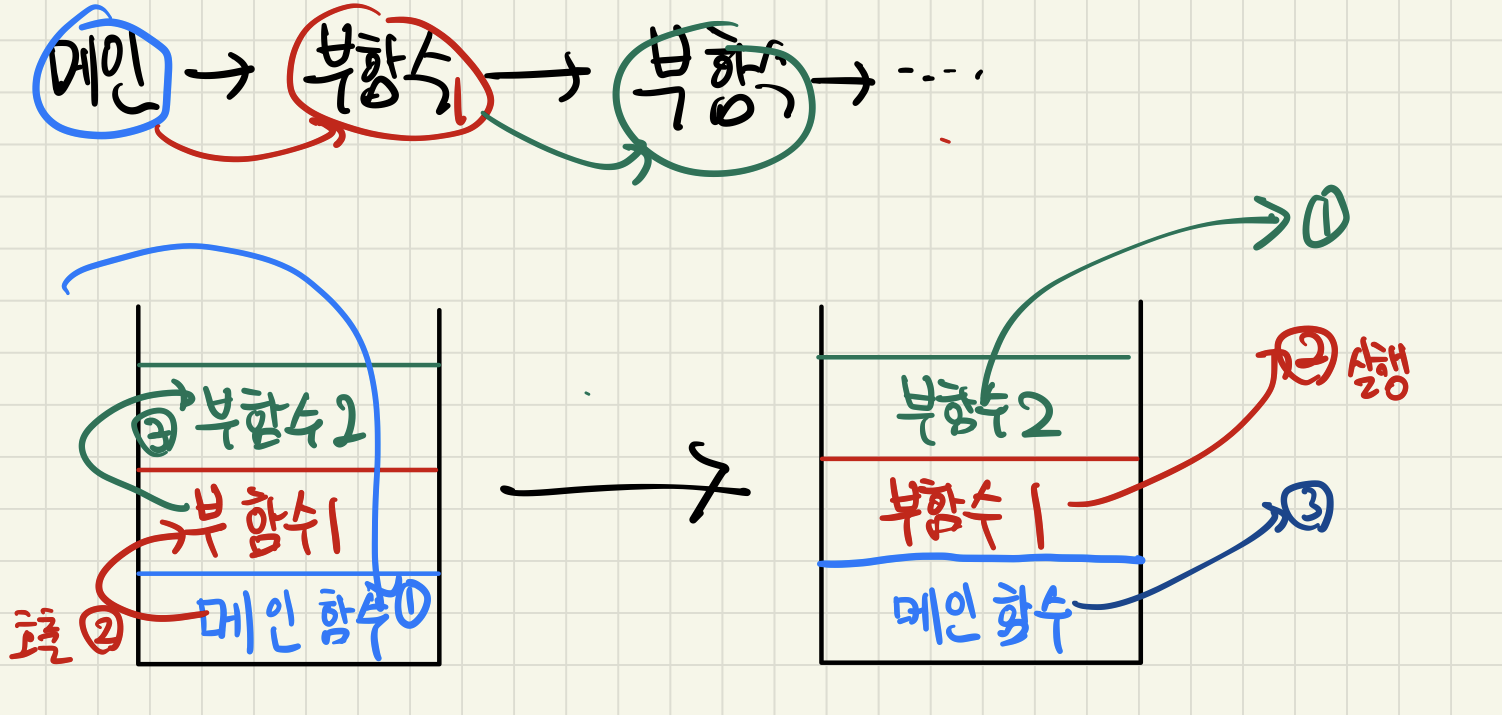 메인 → 부함수1 → 부함수 → ----
①
③ 부함수2
부함수2
② 실행
부함수1
부함수1
③
호출 ②
메인 함수 ①
메인 함수